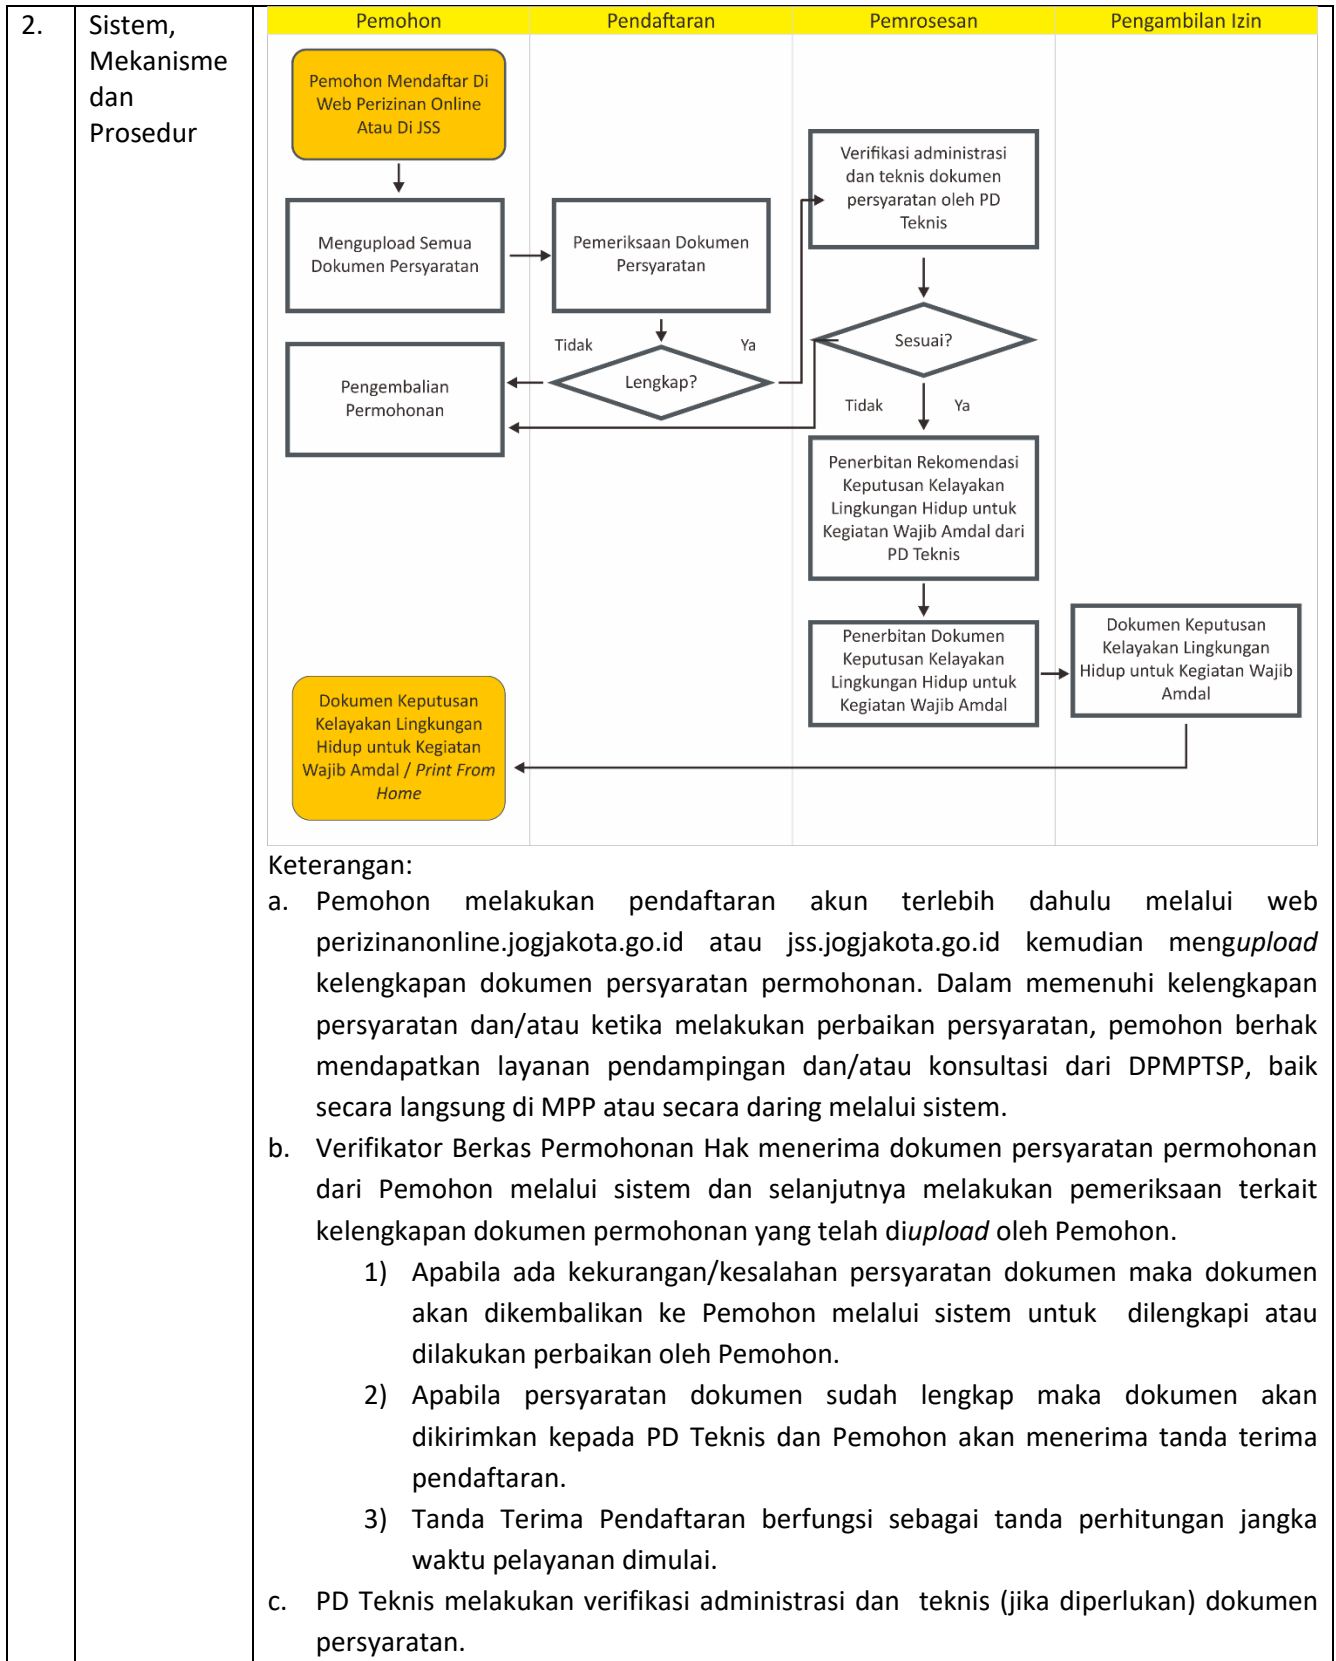 2.
Sistem,
Mekanisme
dan
Prosedur
Pemohon
Pendaftaran
Pemrosesan
Pengambilan Izin
Pemohon Mendaftar Di
Web Perizinan Online
Atau Di JSS
Mengupload Semua
Dokumen Persyaratan
Pemeriksaan Dokumen
Persyaratan
Verifikasi administrasi
dan teknis dokumen
persyaratan oleh PD
Teknis
Tidak
Ya
Lengkap?
Sesuai?
Pengembalian
Permohonan
Tidak
Ya
Penerbitan Rekomendasi
Keputusan Kelayakan
Lingkungan Hidup untuk
Kegiatan Wajib Amdal dari
PD Teknis
Penerbitan Dokumen
Keputusan Kelayakan
Lingkungan Hidup untuk
Kegiatan Wajib Amdal
Dokumen Keputusan
Kelayakan Lingkungan
Hidup untuk Kegiatan Wajib
Amdal
Dokumen Keputusan
Kelayakan Lingkungan
Hidup untuk Kegiatan
Wajib Amdal / Print From
Home
Keterangan:
a. Pemohon melakukan pendaftaran akun terlebih dahulu melalui web
perizinanonline.jogjakota.go.id atau jss.jogjakota.go.id kemudian mengupload
kelengkapan dokumen persyaratan permohonan. Dalam memenuhi kelengkapan
persyaratan dan/atau ketika melakukan perbaikan persyaratan, pemohon berhak
mendapatkan layanan pendampingan dan/atau konsultasi dari DPMPTSP, baik
secara langsung di MPP atau secara daring melalui sistem.
b. Verifikator Berkas Permohonan Hak menerima dokumen persyaratan permohonan
dari Pemohon melalui sistem dan selanjutnya melakukan pemeriksaan terkait
kelengkapan dokumen permohonan yang telah diupload oleh Pemohon.
1) Apabila ada kekurangan/kesalahan persyaratan dokumen maka dokumen
akan dikembalikan ke Pemohon melalui sistem untuk dilengkapi atau
dilakukan perbaikan oleh Pemohon.
2) Apabila persyaratan dokumen sudah lengkap maka dokumen akan
dikirimkan kepada PD Teknis dan Pemohon akan menerima tanda terima
pendaftaran.
3) Tanda Terima Pendaftaran berfungsi sebagai tanda perhitungan jangka
waktu pelayanan dimulai.
c. PD Teknis melakukan verifikasi administrasi dan teknis (jika diperlukan) dokumen
persyaratan.